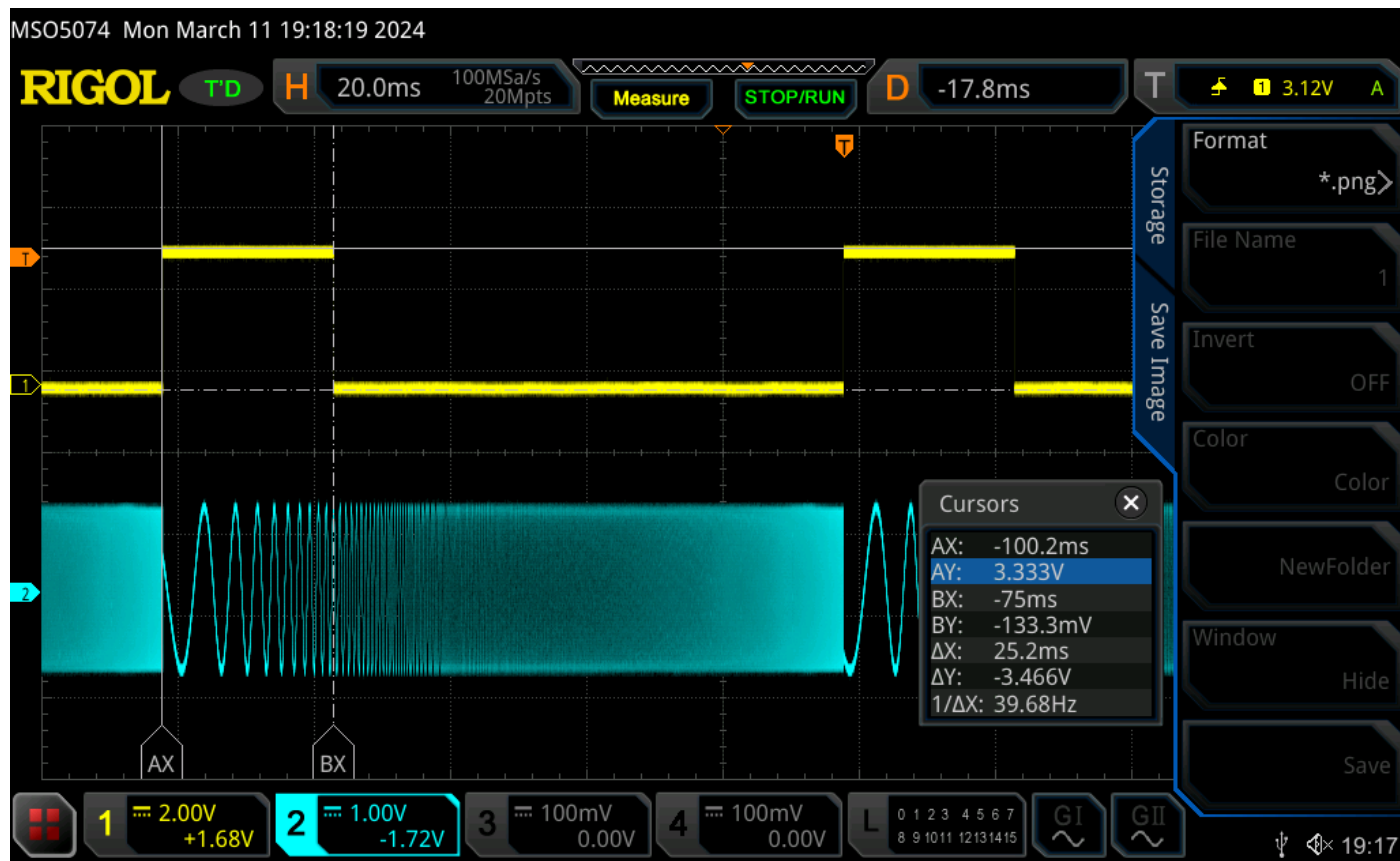 MSO5074 Mon March 11 19:18:19 2024
RIGOL T'D H 20.0ms 100MSa/s 20Mpts Measure STOP/RUN D -17.8ms T 1 3.12V A
T
T
1
2
AX
BX
Storage
Save Image
Format
*.png
File Name
1
Invert
OFF
Color
Color
NewFolder
Window
Hide
Save
Cursors
AX: -100.2ms
AY: 3.333V
BX: -75ms
BY: -133.3mV
ΔX: 25.2ms
ΔY: -3.466V
1/ΔX: 39.68Hz
1 2.00V +1.68V
2 1.00V -1.72V
3 100mV 0.00V
4 100mV 0.00V
L 0 1 2 3 4 5 6 7
8 9 10 11 12 13 14 15
GI
GII
19:17